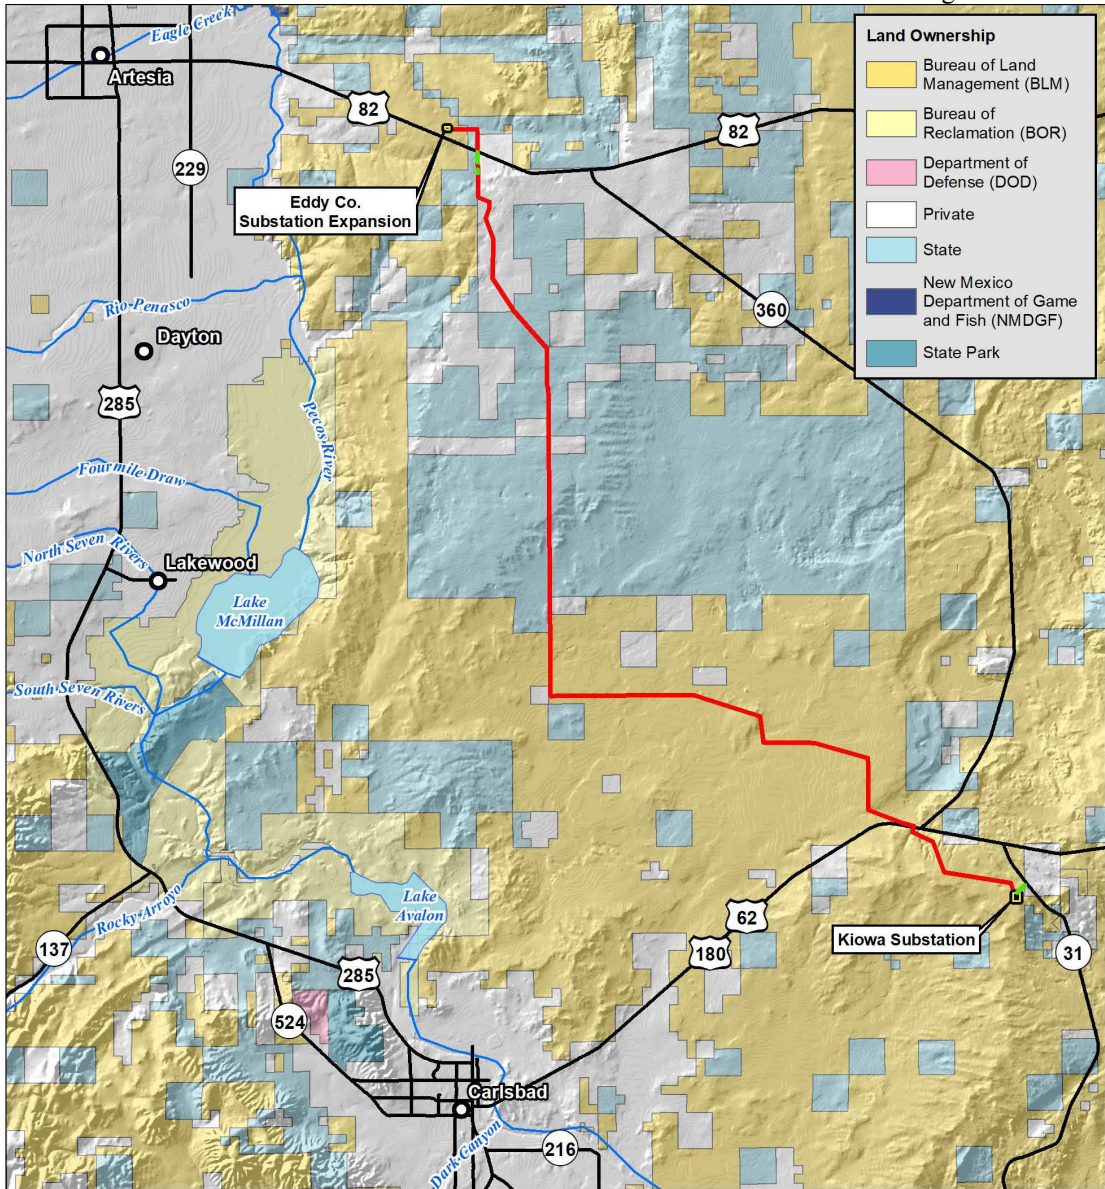 Eagle Creek
Artesia
82
82
229
Eddy Co.
Substation Expansion
Land Ownership
Bureau of Land
Management (BLM)
Bureau of
Reclamation (BOR)
Department of
Defense (DOD)
Private
State
New Mexico
Department of Game
and Fish (NMDGF)
State Park
Rio Penasco
Dayton
360
285
Pecos River
Fourmile Draw
North Seven Rivers
Lakewood
Lake
McMillan
South Seven Rivers
Rocky Arroyo
Lake
Avalon
62
180
Kiowa Substation
137
31
285
524
Carlsbad
Dark Canyon
216